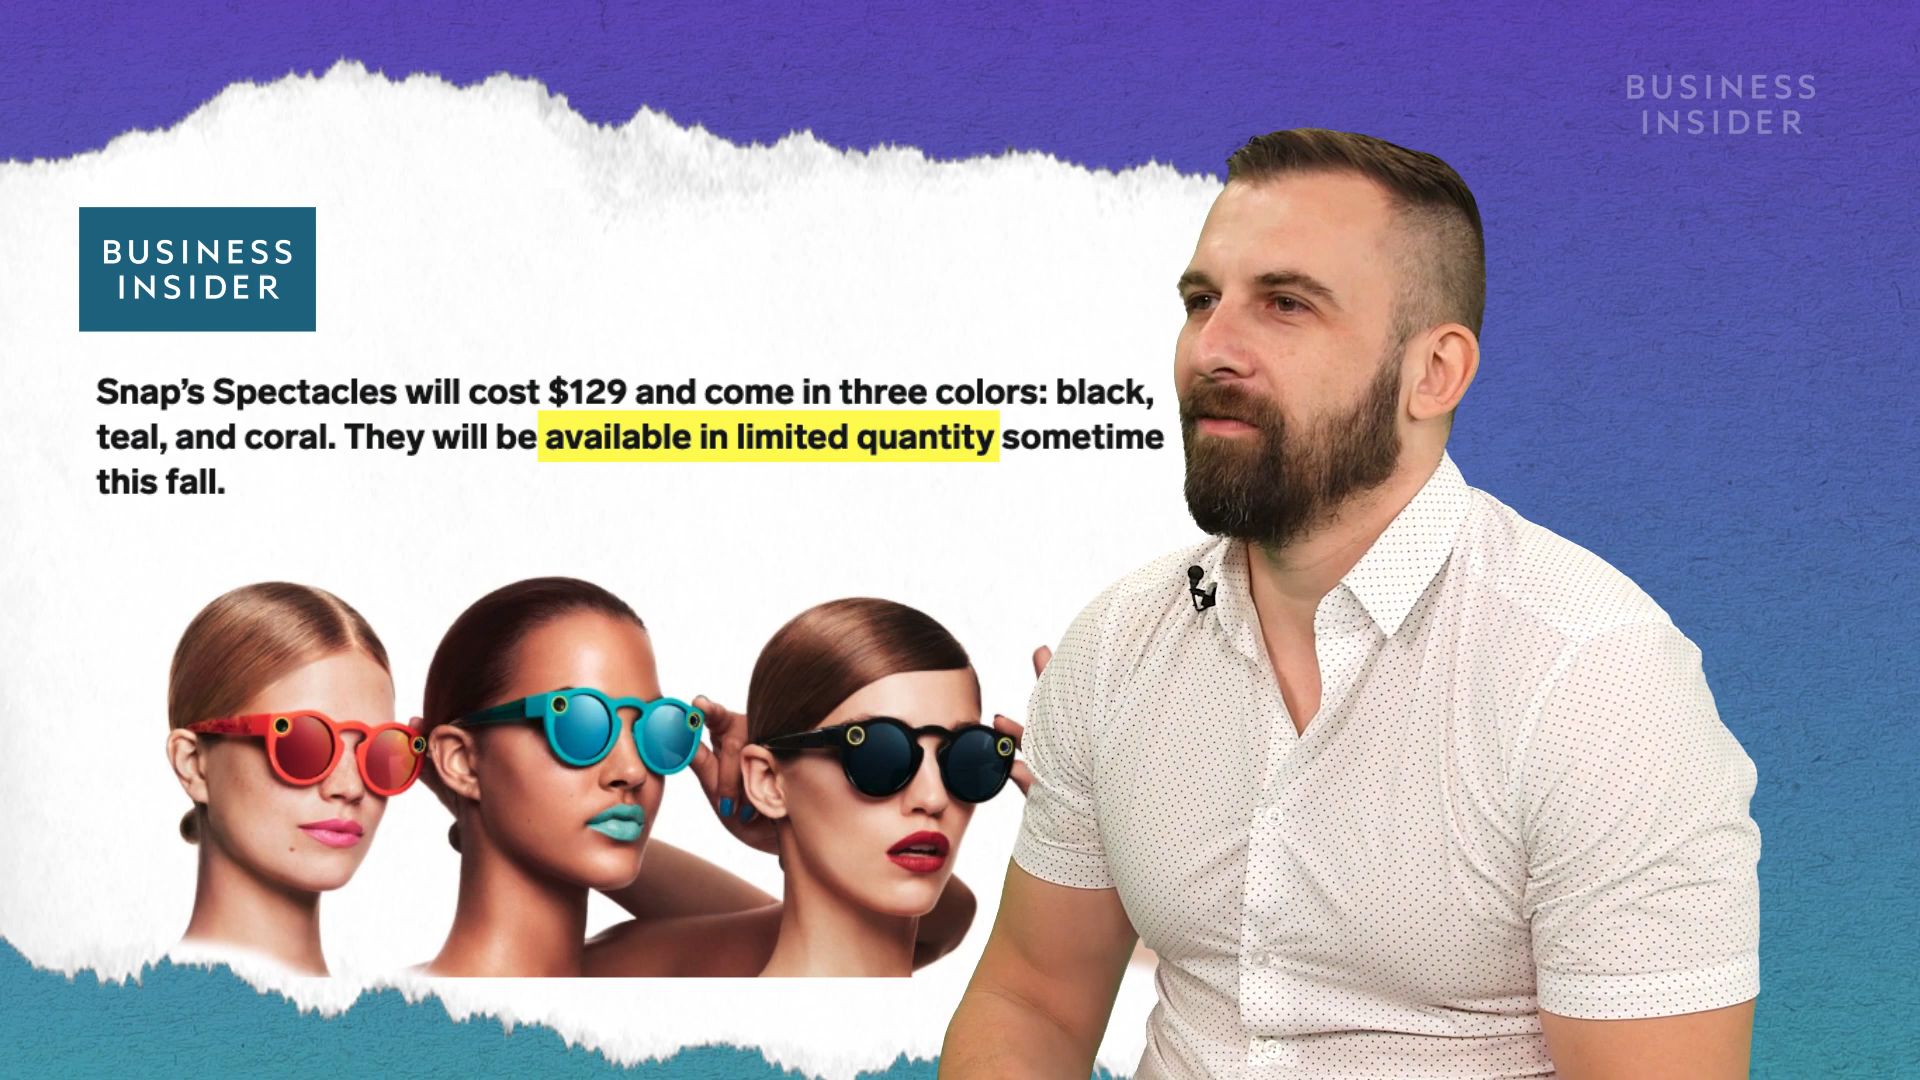 BUSINESS
INSIDER
BUSINESS
INSIDER
Snap’s Spectacles will cost $129 and come in three colors: black,
teal, and coral. They will be available in limited quantity sometime
this fall.